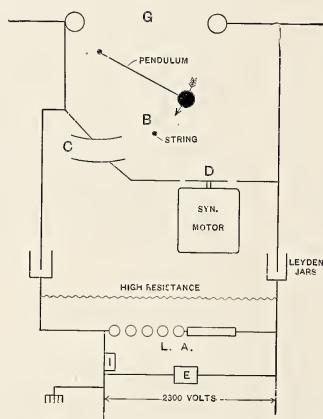 G
PENDULUM
B
STRING
C
D
SYN.
MOTOR
LEYDEN
JARS
HIGH RESISTANCE
L. A.
I
E
2300 VOLTS